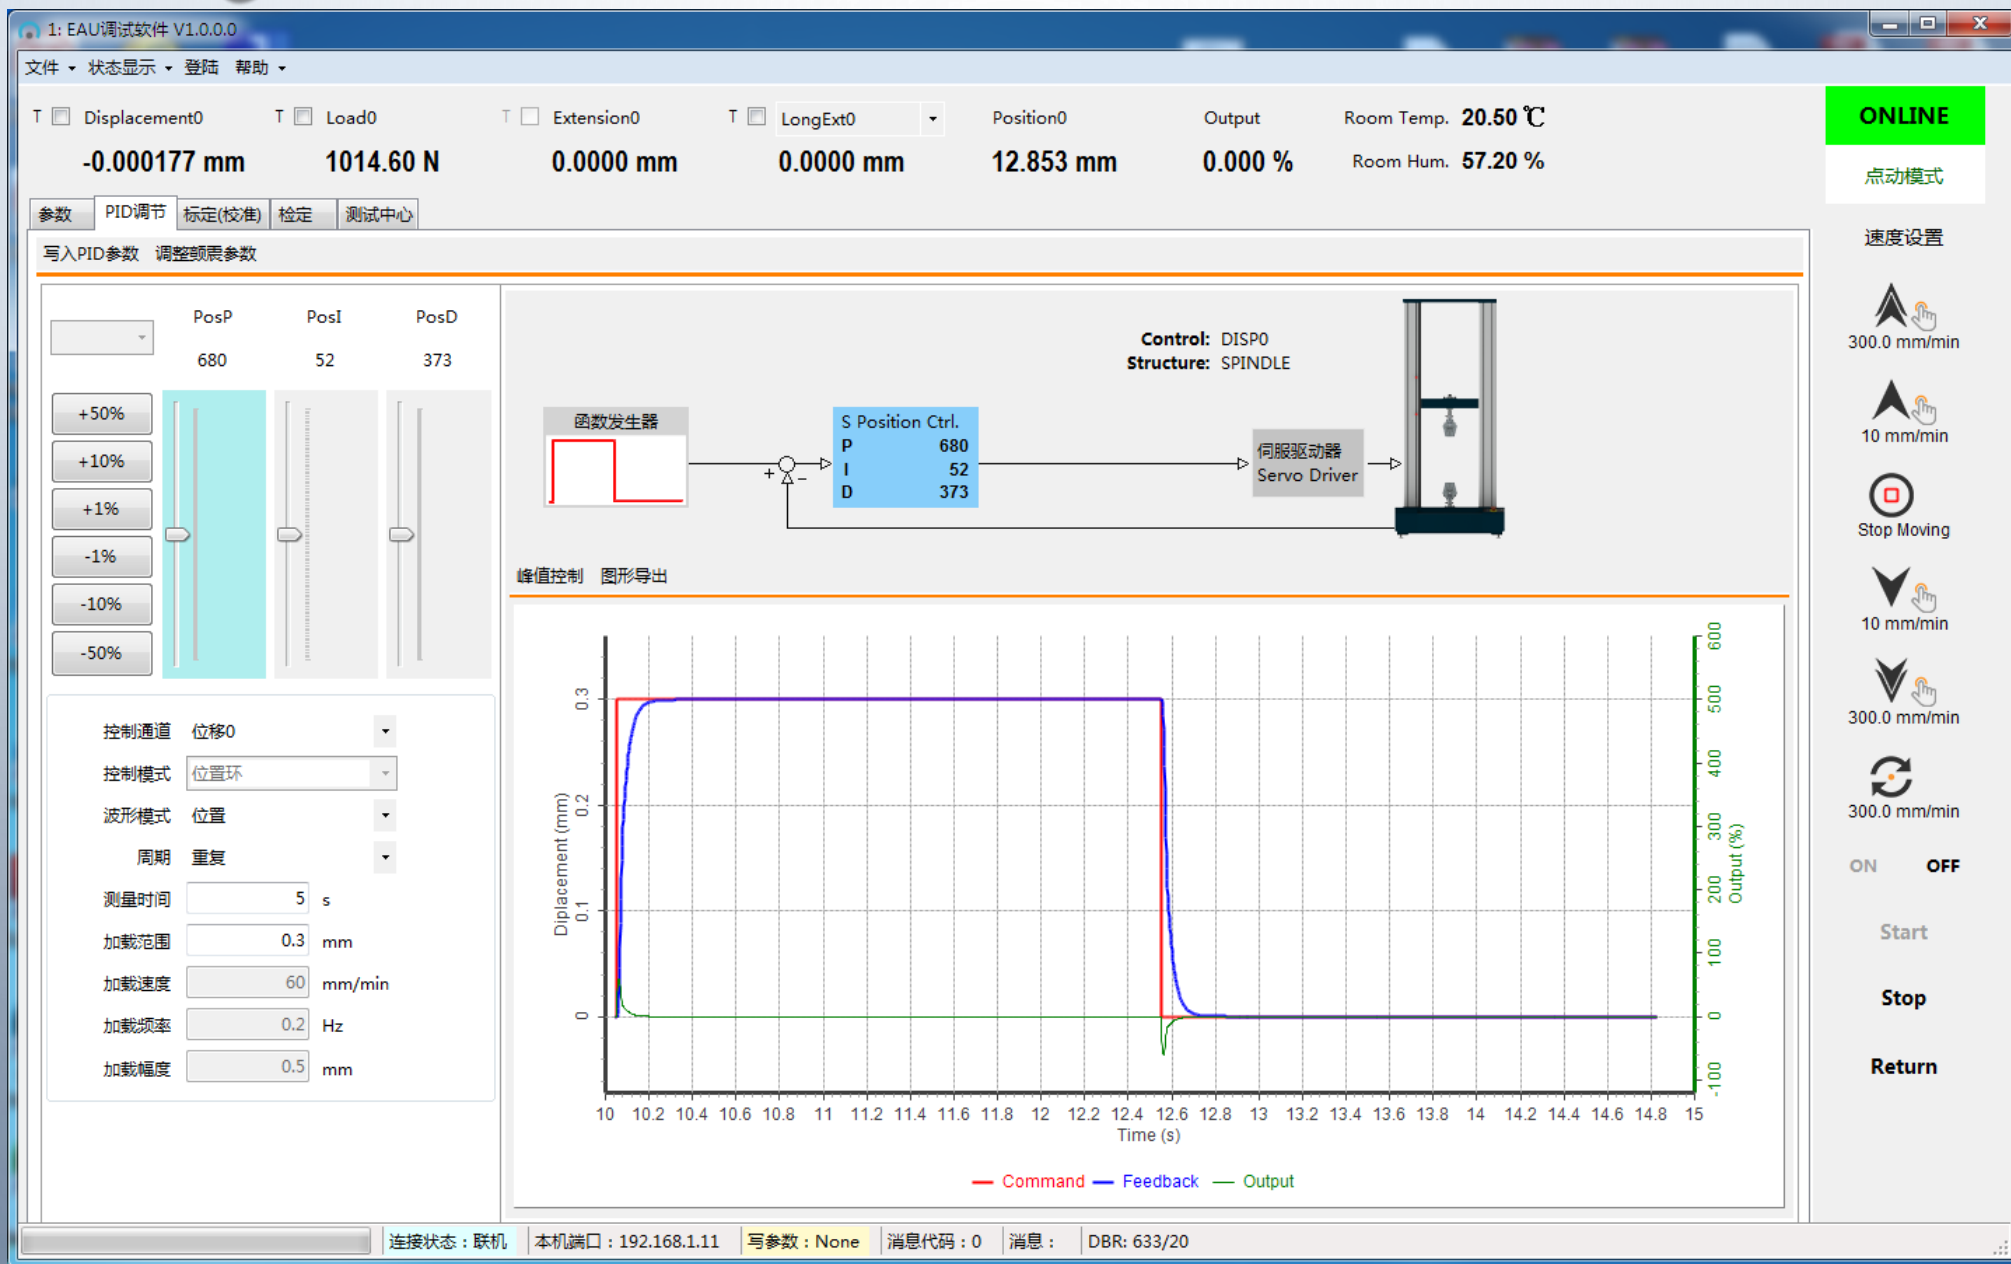 1: EAU调试软件 V1.0.0.0
文件 状态显示 登陆 帮助
T Displacement0 T Load0 T Extension0 T LongExt0 Position0 Output Room Temp. 20.50 ℃
-0.000177 mm 1014.60 N 0.0000 mm 0.0000 mm 12.853 mm 0.000 % Room Hum. 57.20 %
参数 PID调节 标定(校准) 检定 测试中心
写入PID参数 调整颤震参数
PosP PosI PosD
680 52 373
+50%
+10%
+1%
-1%
-10%
-50%
控制通道 位移0
控制模式 位置环
波形模式 位置
周期 重复
测量时间 5 s
加载范围 0.3 mm
加载速度 60 mm/min
加载频率 0.2 Hz
加载幅度 0.5 mm
Control: DISP0
Structure: SPINDLE
函数发生器
+
−
S Position Ctrl.
P 680
I 52
D 373
伺服驱动器
Servo Driver
峰值控制 图形导出
Diplacement (mm)
0.3
0.2
0.1
0
600
500
400
300
200
100
0
-100
Output (%)
10 10.2 10.4 10.6 10.8 11 11.2 11.4 11.6 11.8 12 12.2 12.4 12.6 12.8 13 13.2 13.4 13.6 13.8 14 14.2 14.4 14.6 14.8 15
Time (s)
Command Feedback Output
ONLINE
点动模式
速度设置
300.0 mm/min
10 mm/min
Stop Moving
10 mm/min
300.0 mm/min
300.0 mm/min
ON OFF
Start
Stop
Return
连接状态：联机 本机端口：192.168.1.11 写参数：None 消息代码：0 消息： DBR: 633/20